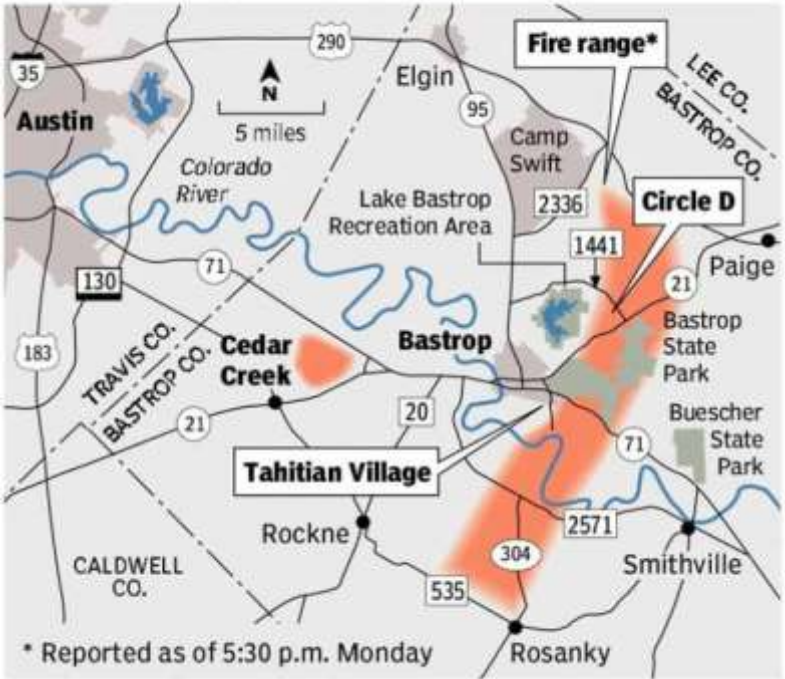 290
Fire range*
35
Elgin
LEE CO.
BASTROP CO.
N
95
Austin
5 miles
Camp
Swift
Colorado
River
Lake Bastrop
Recreation Area
2336
Circle D
1441
71
Paige
130
21
Bastrop
Bastrop
State
Park
TRAVIS CO.
BASTROP CO.
Cedar
Creek
183
20
Buescher
State
Park
21
71
Tahitian Village
Rockne
2571
304
Smithville
CALDWELL
CO.
535
* Reported as of 5:30 p.m. Monday
Rosanky